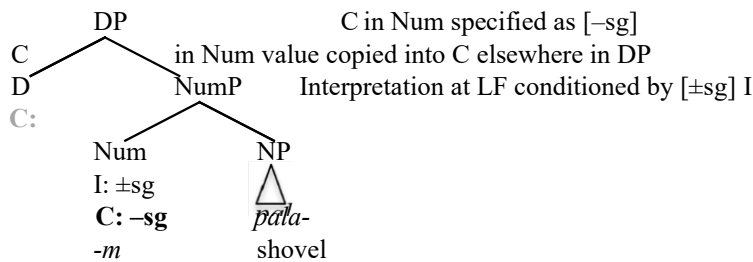 DP C in Num specified as [–sg]
C in Num value copied into C elsewhere in DP
D NumP Interpretation at LF conditioned by [±sg] I
C:
Num NP
I: ±sg
C: –sg pala-
-m shovel